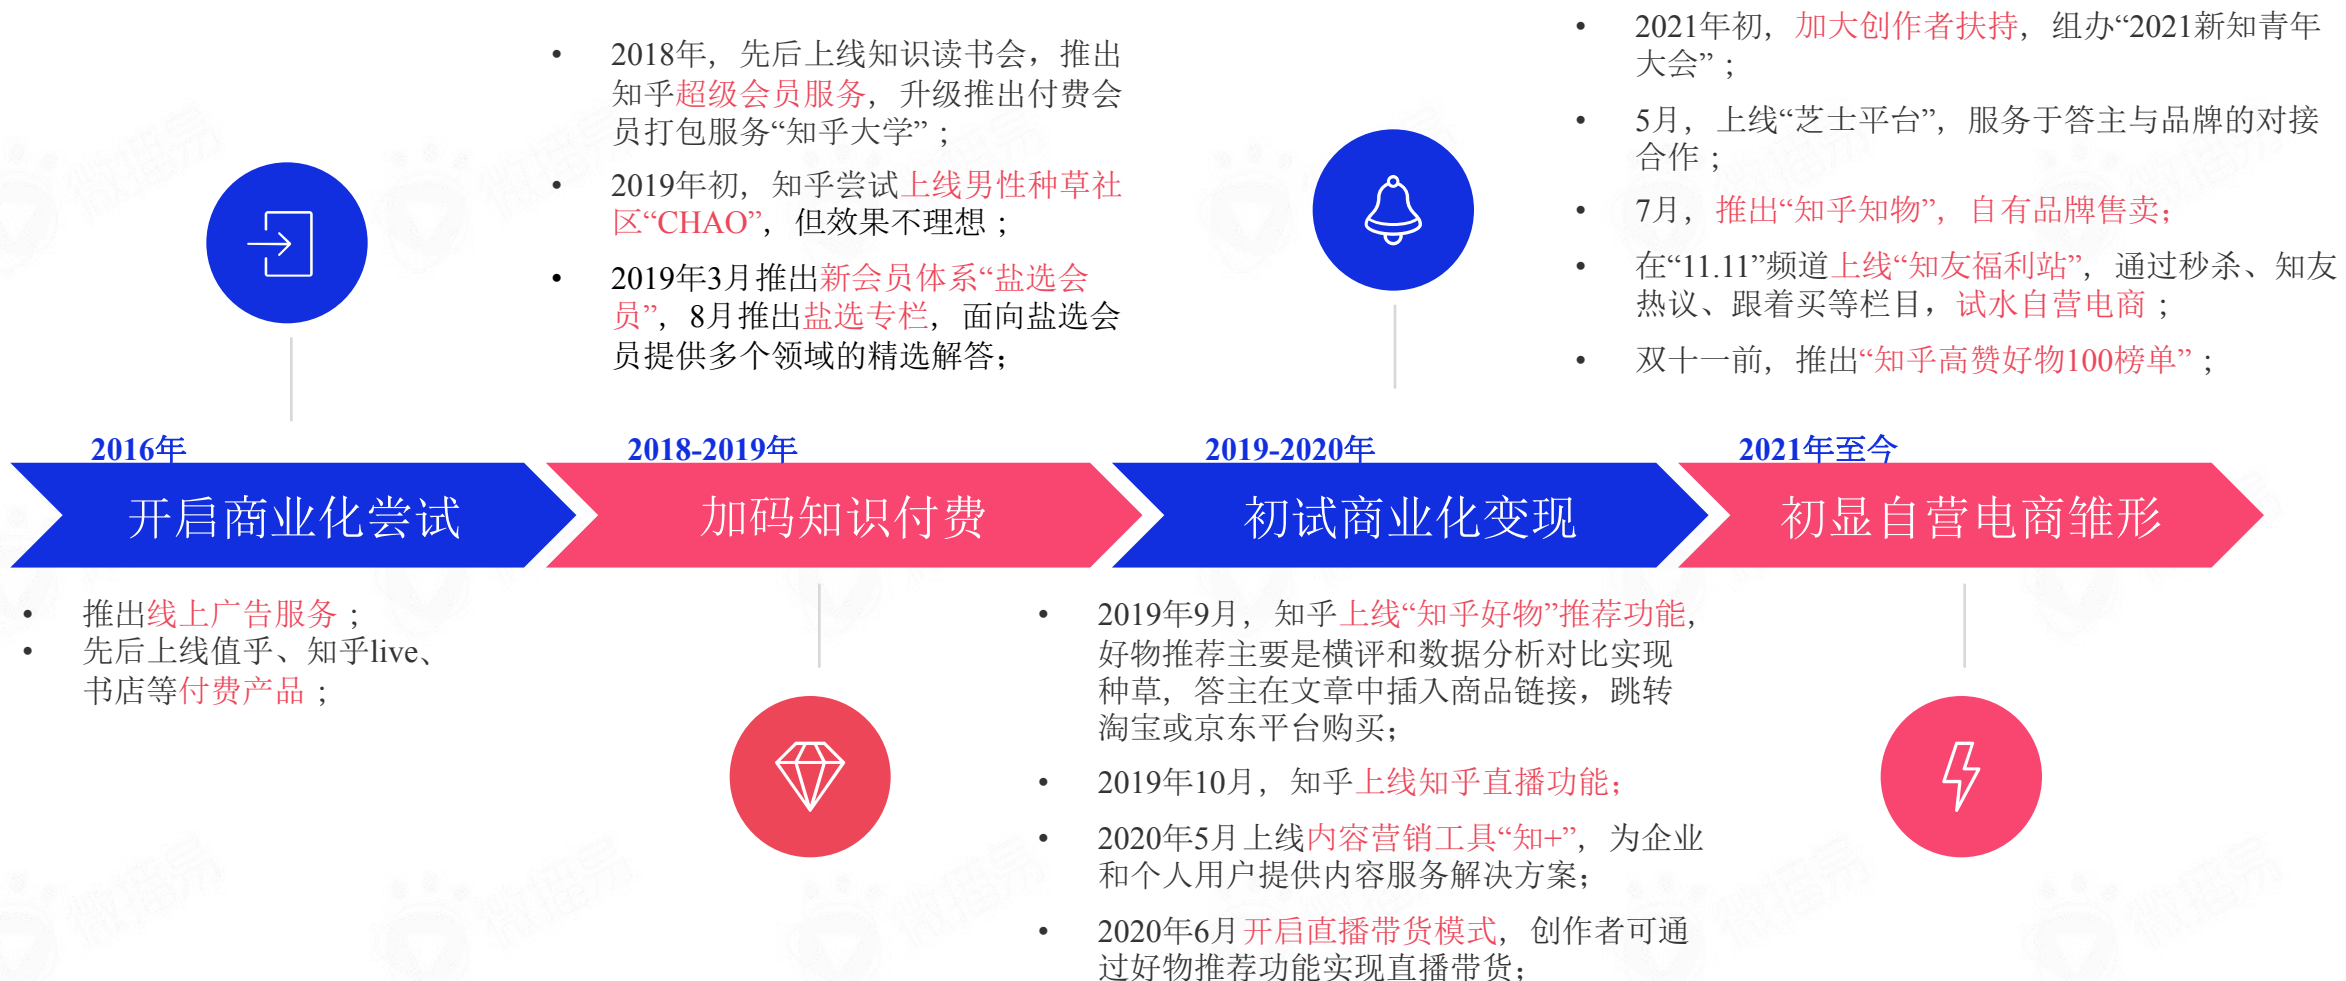 2016年
开启商业化尝试
• 推出线上广告服务；
• 先后上线值乎、知乎live、
书店等付费产品；
2018-2019年
加码知识付费
• 2018年，先后上线知识读书会，推出
知乎超级会员服务，升级推出付费会
员打包服务“知乎大学”；
• 2019年初，知乎尝试上线男性种草社
区“CHAO”，但效果不理想；
• 2019年3月推出新会员体系“盐选会
员”，8月推出盐选专栏，面向盐选会
员提供多个领域的精选解答；
2019-2020年
初试商业化变现
• 2019年9月，知乎上线“知乎好物”推荐功能，
好物推荐主要是横评和数据分析对比实现
种草，答主在文章中插入商品链接，跳转
淘宝或京东平台购买；
• 2019年10月，知乎上线知乎直播功能；
• 2020年5月上线内容营销工具“知+”，为企业
和个人用户提供内容服务解决方案；
• 2020年6月开启直播带货模式，创作者可通
过好物推荐功能实现直播带货；
2021年至今
初显自营电商雏形
• 2021年初，加大创作者扶持，组办“2021新知青年
大会”；
• 5月，上线“芝士平台”，服务于答主与品牌的对接
合作；
• 7月，推出“知乎知物”，自有品牌售卖；
• 在“11.11”频道上线“知友福利站”，通过秒杀、知友
热议、跟着买等栏目，试水自营电商；
• 双十一前，推出“知乎高赞好物100榜单”；
微播易